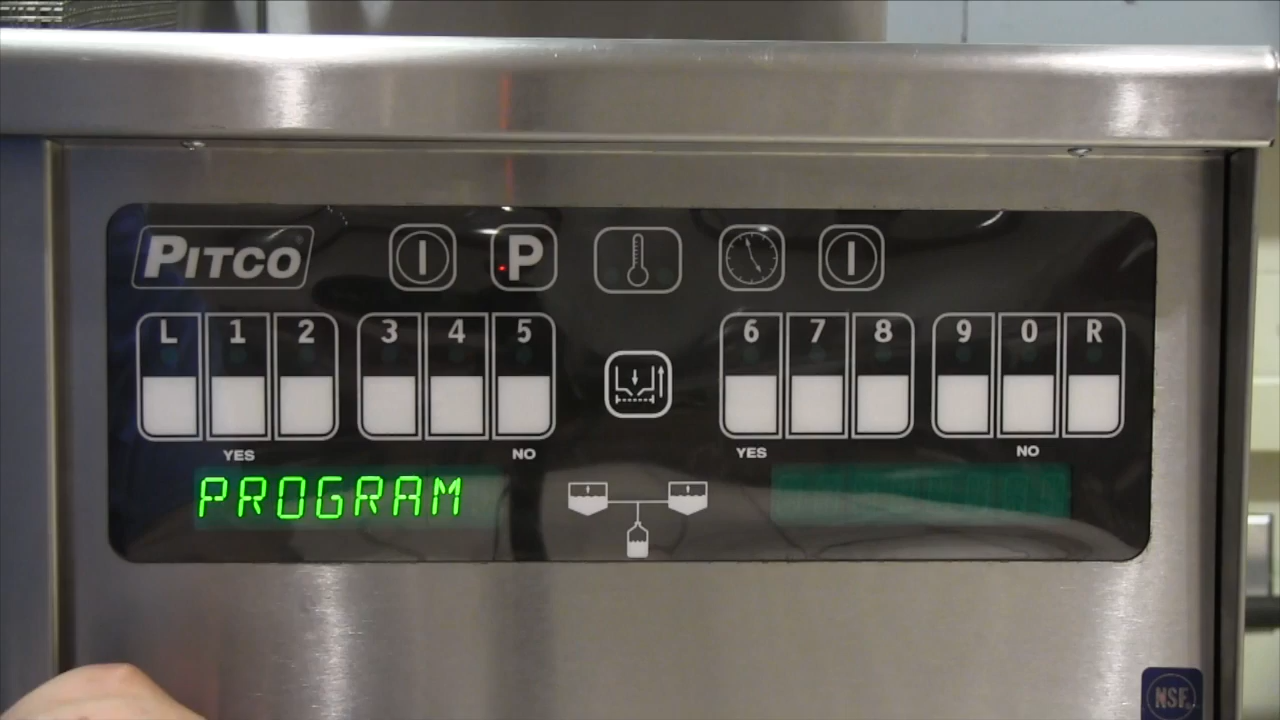 PITCO
P
L 1 2 3 4 5 6 7 8 9 0 R
YES NO YES NO
PROGRAM
NSF